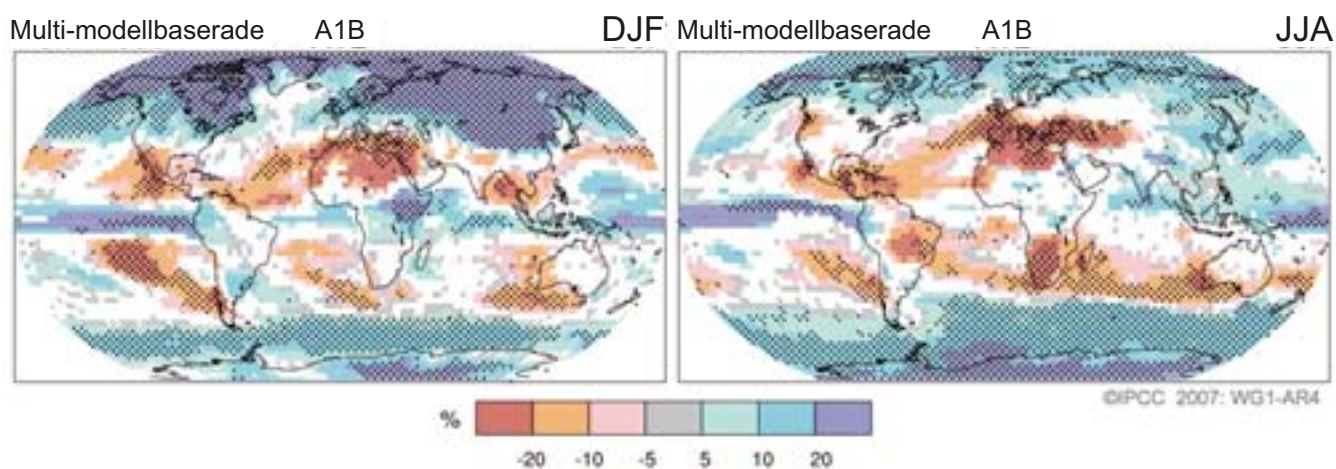 Multi-modellbaserade A1B DJF
Multi-modellbaserade A1B JJA
©IPCC 2007: WG1-AR4
%
-20 -10 -5 5 10 20